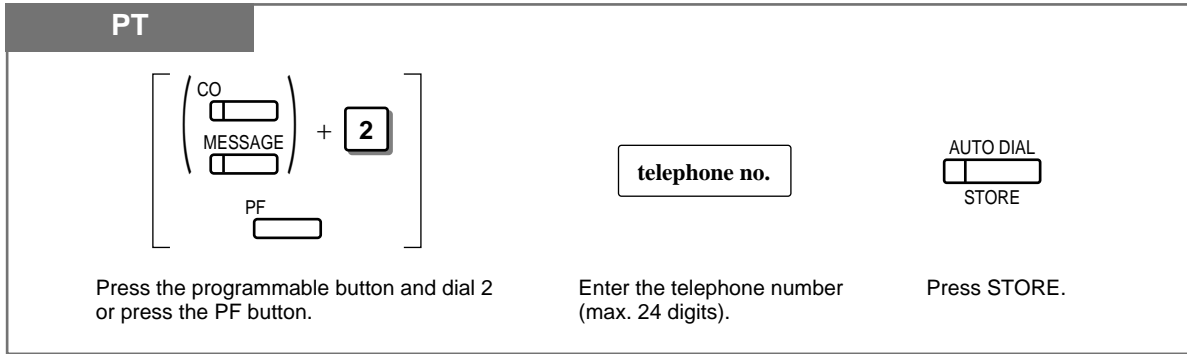 PT
CO
MESSAGE
+ 2
PF
telephone no.
AUTO DIAL
STORE
Press the programmable button and dial 2
or press the PF button.
Enter the telephone number
(max. 24 digits).
Press STORE.